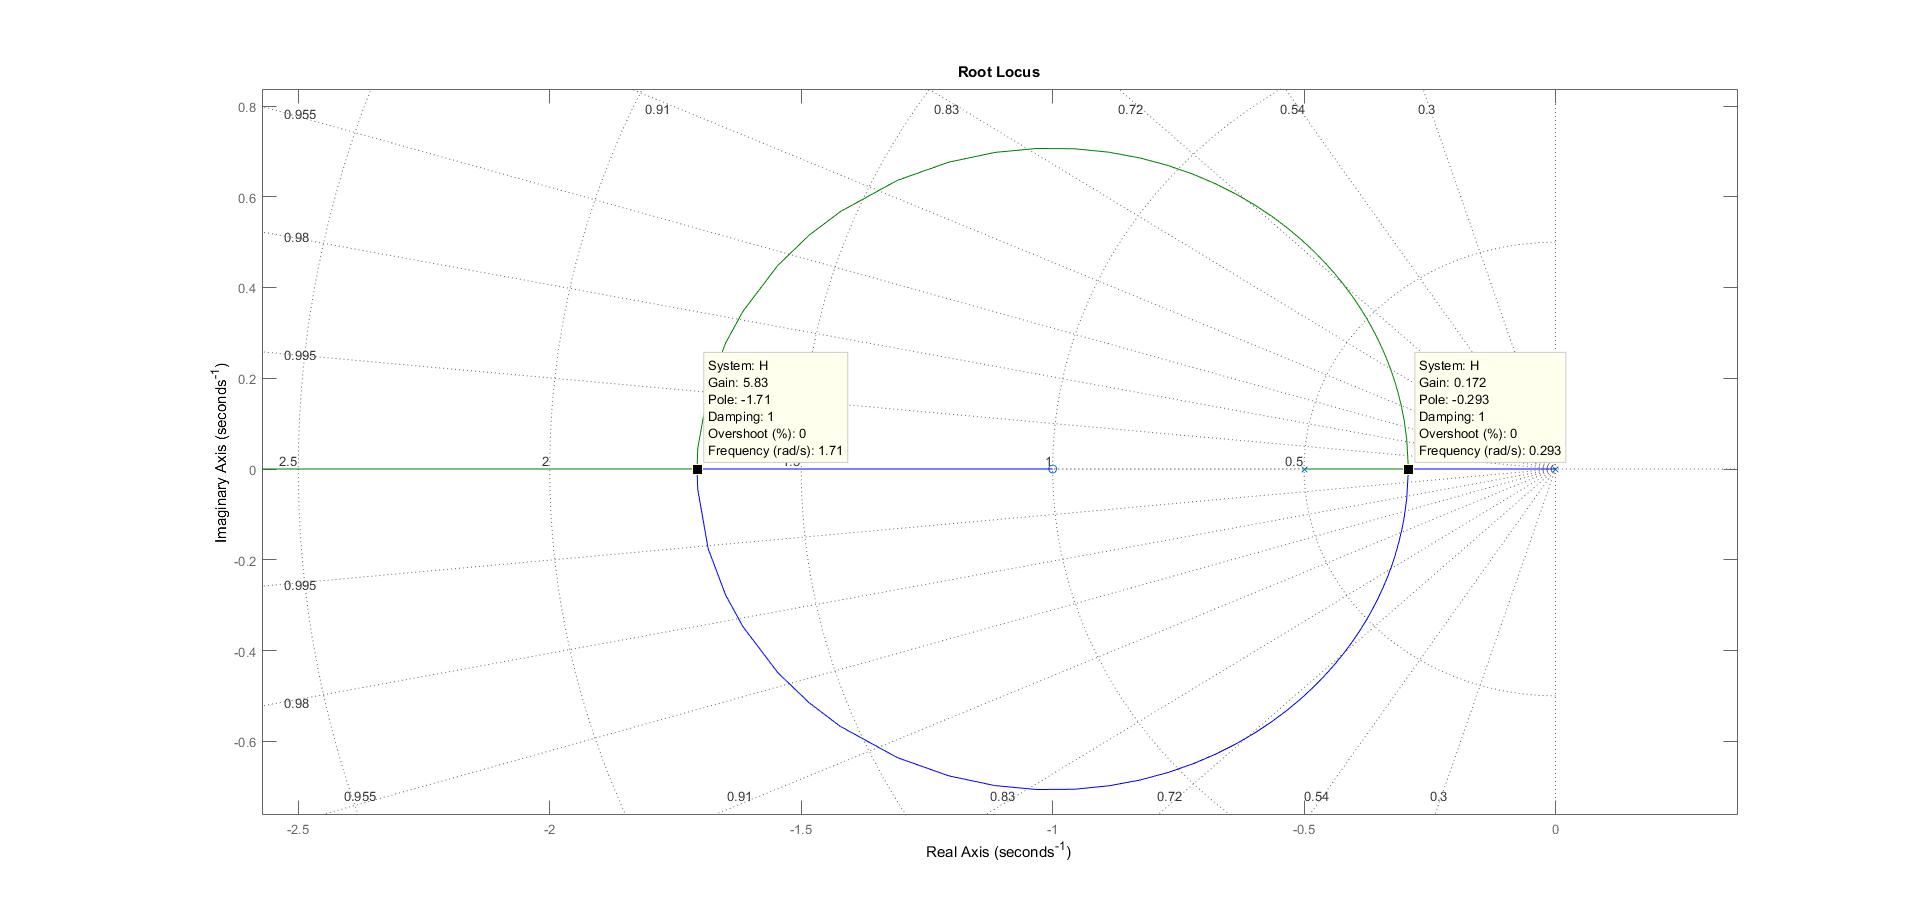 Root Locus
0.8
0.955
0.91
0.83
0.72
0.54
0.3
0.6
0.98
0.4
0.995
0.2
System: H
Gain: 5.83
Pole: -1.71
Damping: 1
Overshoot (%): 0
Frequency (rad/s): 1.71
System: H
Gain: 0.172
Pole: -0.293
Damping: 1
Overshoot (%): 0
Frequency (rad/s): 0.293
0
2.5
2
1.5
1
0.5
Imaginary Axis (seconds⁻¹)
-0.2
0.995
-0.4
0.98
-0.6
0.955
0.91
0.83
0.72
0.54
0.3
-2.5
-2
-1.5
-1
-0.5
0
Real Axis (seconds⁻¹)